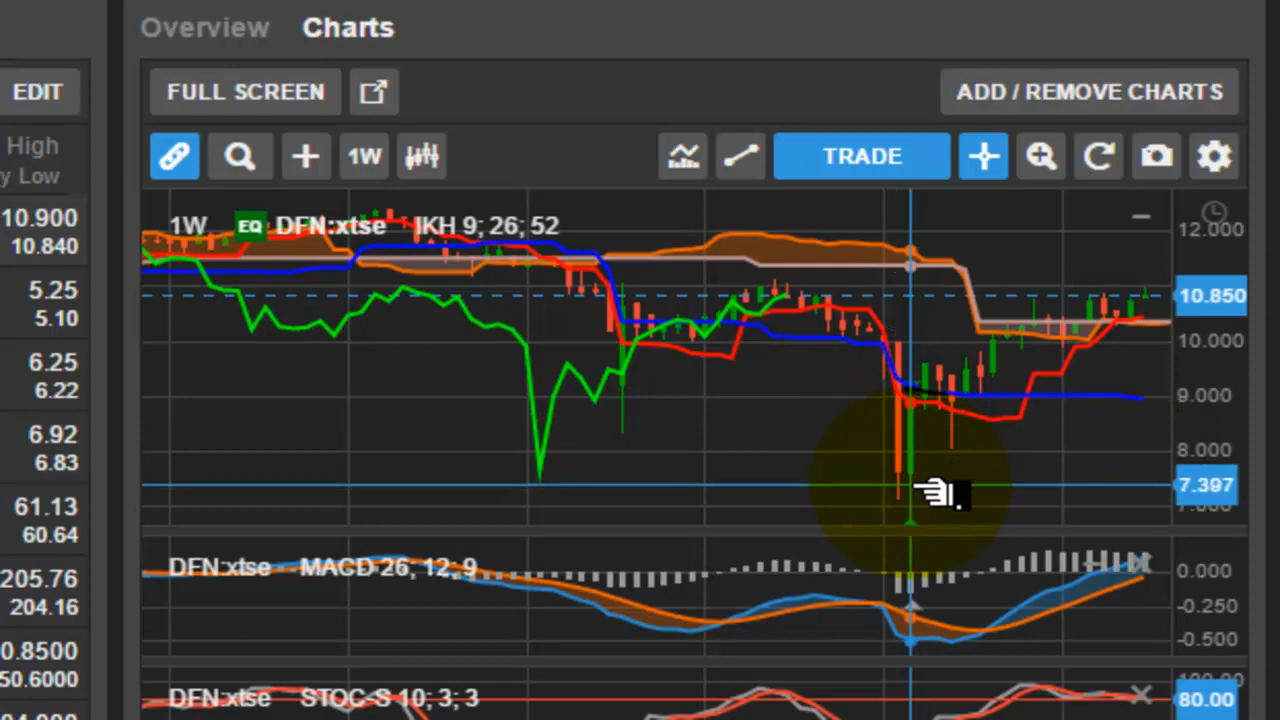 Overview Charts
EDIT
FULL SCREEN
ADD / REMOVE CHARTS
High
y Low
1W
TRADE
10.900
10.840
5.25
5.10
6.25
6.22
6.92
6.83
61.13
60.64
205.76
204.16
0.8500
50.6000
1W EQ DFN:xtse IKH 9; 26; 52
12.000
10.850
10.000
9.000
8.000
7.397
DFN:xtse MACD 26, 12, 9
0.000
-0.250
-0.500
DFN:xtse STOC-S 10; 3; 3
80.00